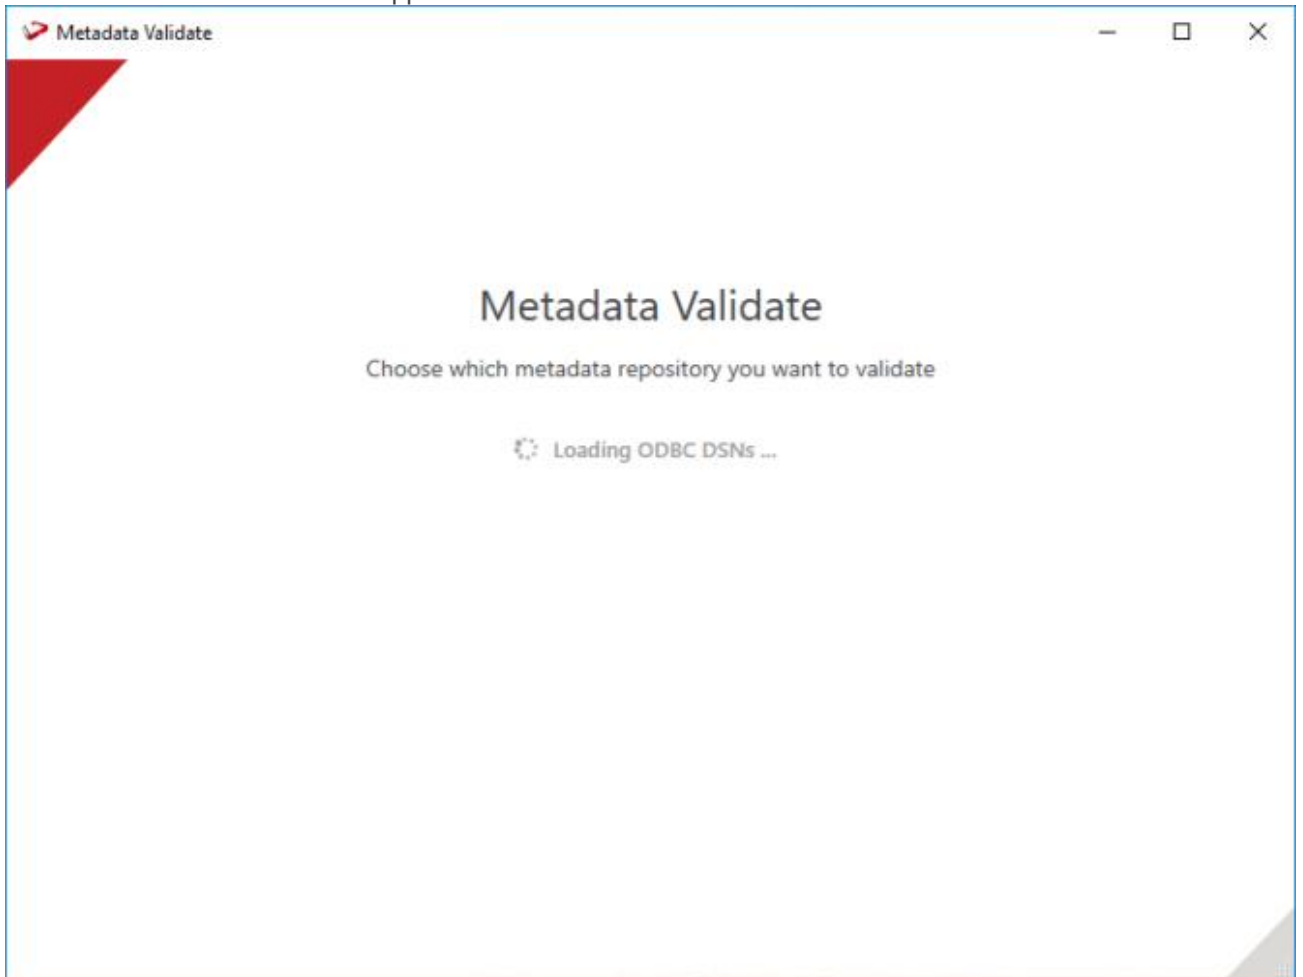 Metadata Validate
Metadata Validate
Choose which metadata repository you want to validate
Loading ODBC DSNs ...